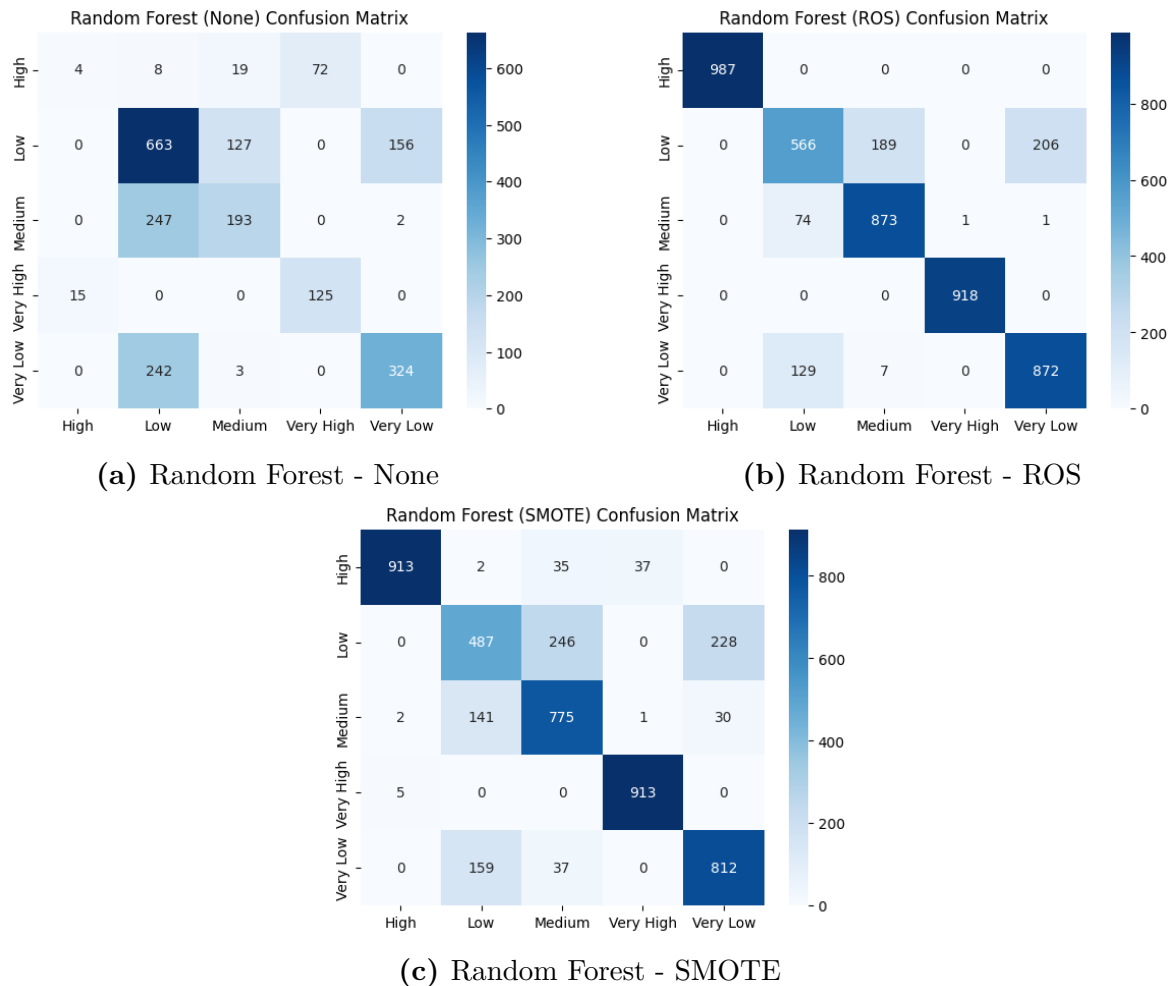 Random Forest (None) Confusion Matrix
High 4 8 19 72 0
Low 0 663 127 0 156
Medium 0 247 193 0 2
Very High 15 0 0 125 0
Very Low 0 242 3 0 324
High Low Medium Very High Very Low
600
500
400
300
200
100
0
(a) Random Forest - None
Random Forest (ROS) Confusion Matrix
High 987 0 0 0 0
Low 0 566 189 0 206
Medium 0 74 873 1 1
Very High 0 0 0 918 0
Very Low 0 129 7 0 872
High Low Medium Very High Very Low
800
600
400
200
0
(b) Random Forest - ROS
Random Forest (SMOTE) Confusion Matrix
High 913 2 35 37 0
Low 0 487 246 0 228
Medium 2 141 775 1 30
Very High 5 0 0 913 0
Very Low 0 159 37 0 812
High Low Medium Very High Very Low
800
600
400
200
0
(c) Random Forest - SMOTE